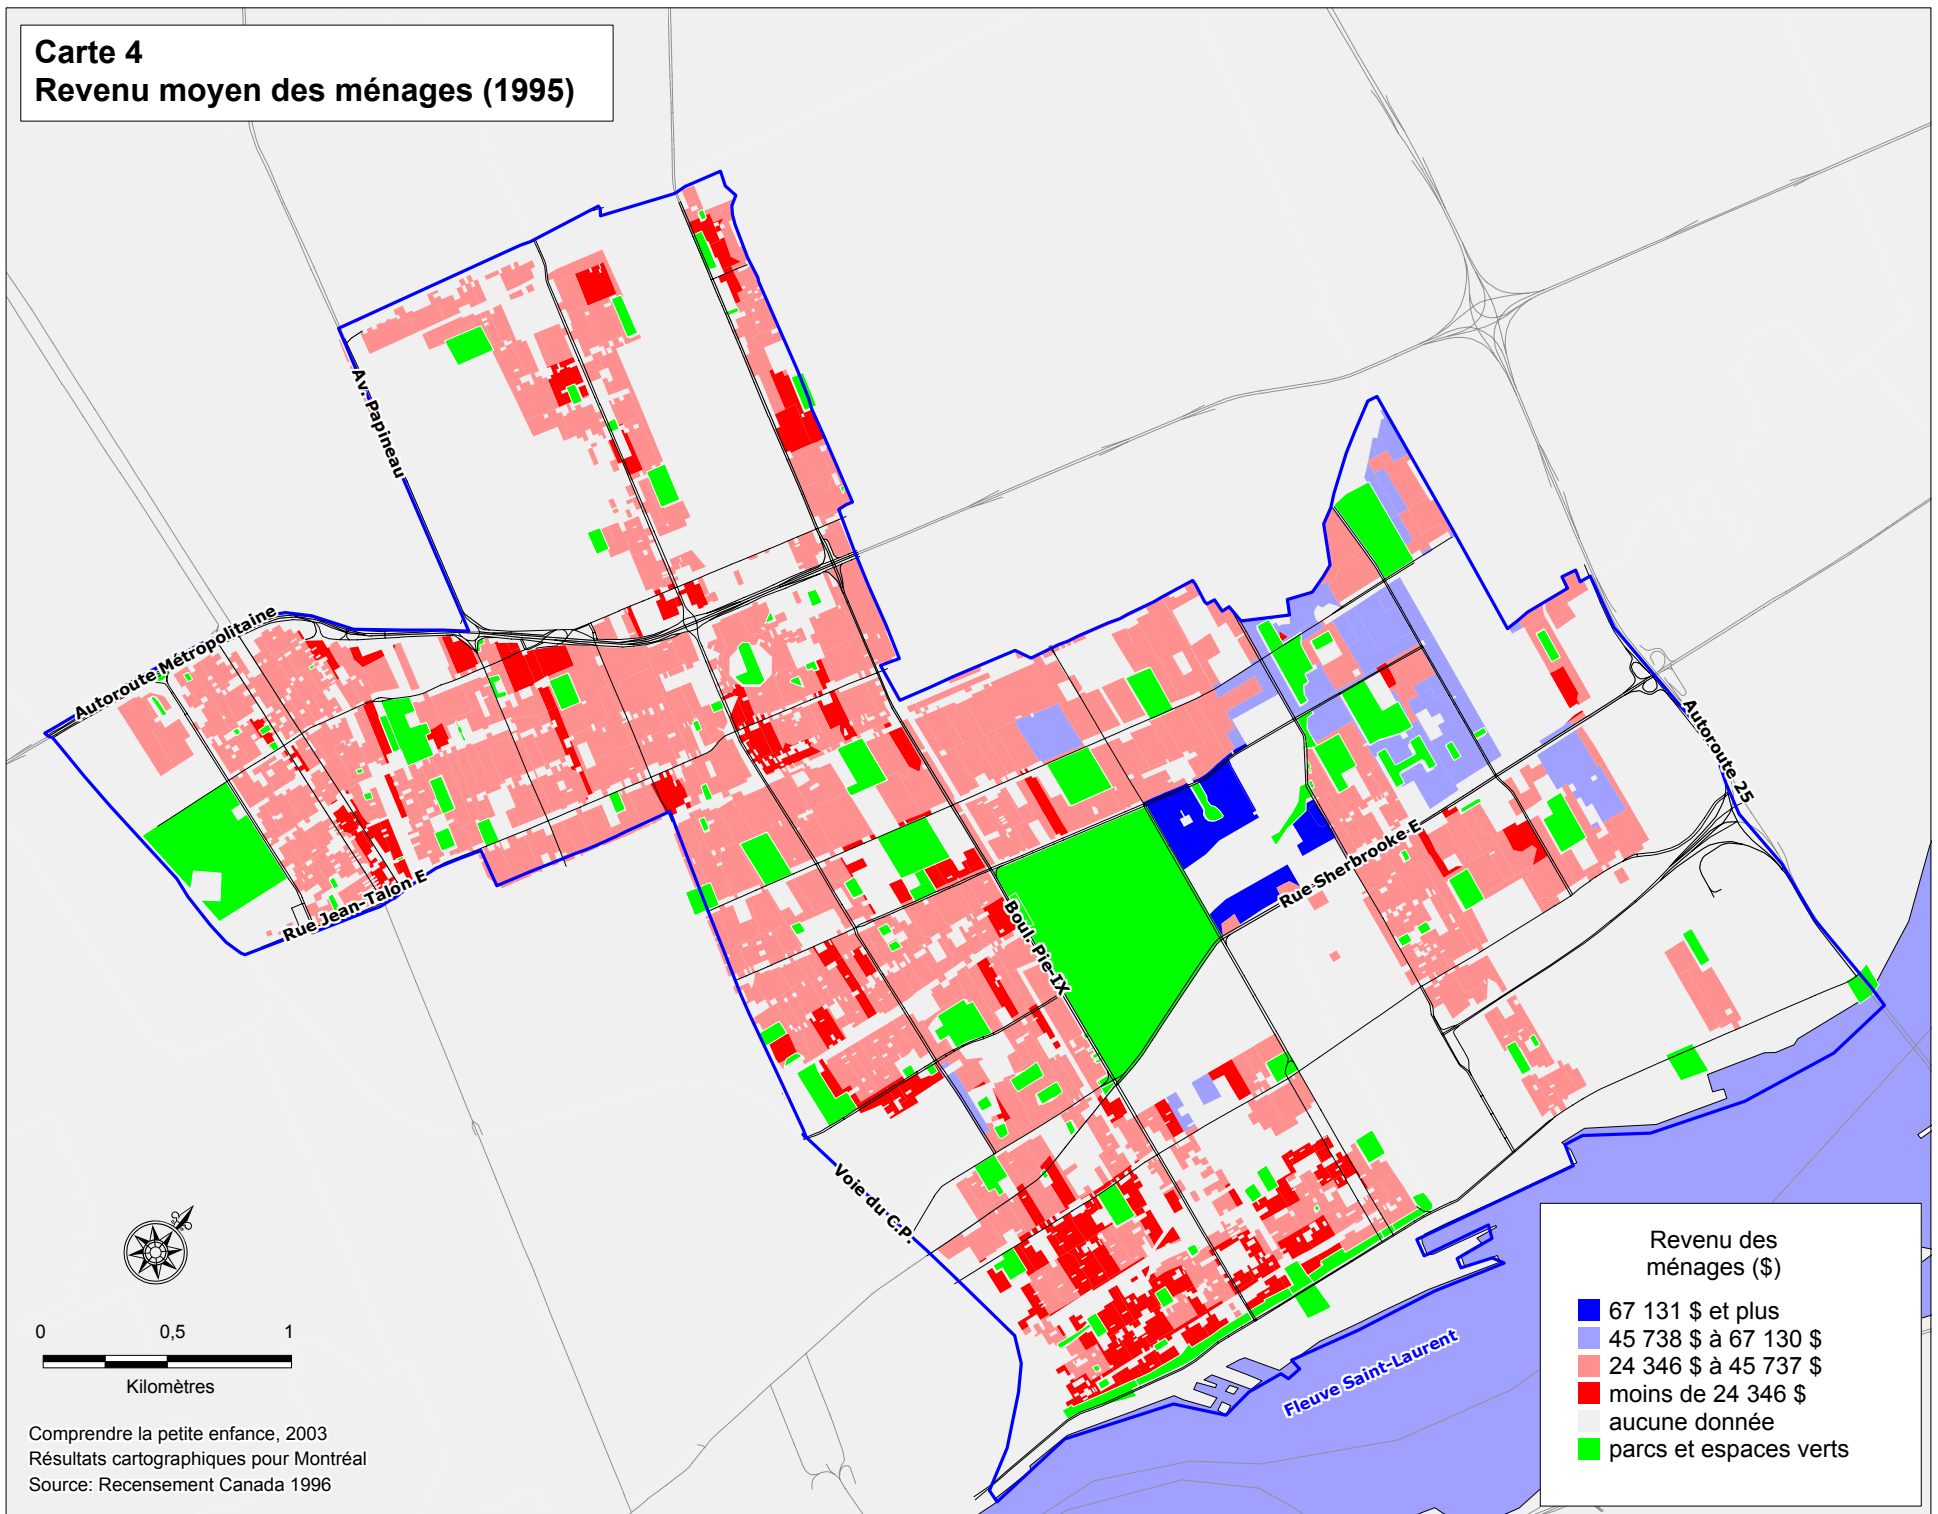 Carte 4
Revenu moyen des ménages (1995)
Av. Papineau
Autoroute Métropolitaine
Rue Jean-Talon E
Boul. Pie-IX
Rue Sherbrooke E
Autoroute 25
Voie du C.P.
Fleuve Saint-Laurent
0 0,5 1
Kilomètres
Comprendre la petite enfance, 2003
Résultats cartographiques pour Montréal
Source: Recensement Canada 1996
Revenu des
ménages ($)
67 131 $ et plus
45 738 $ à 67 130 $
24 346 $ à 45 737 $
moins de 24 346 $
aucune donnée
parcs et espaces verts